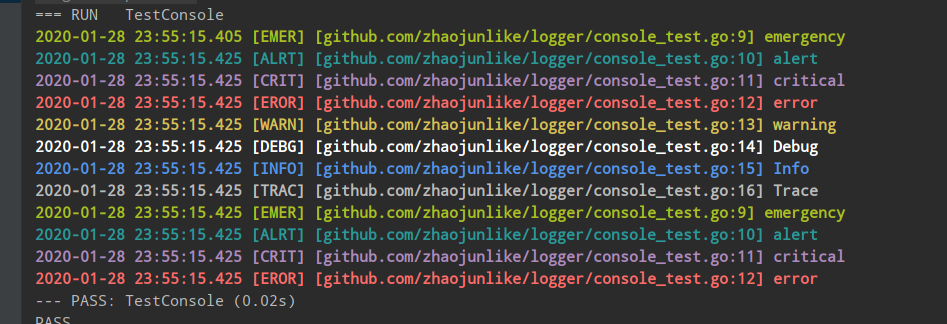 === RUN   TestConsole
2020-01-28 23:55:15.405 [EMER] [github.com/zhaojunlike/logger/console_test.go:9] emergency
2020-01-28 23:55:15.425 [ALRT] [github.com/zhaojunlike/logger/console_test.go:10] alert
2020-01-28 23:55:15.425 [CRIT] [github.com/zhaojunlike/logger/console_test.go:11] critical
2020-01-28 23:55:15.425 [EROR] [github.com/zhaojunlike/logger/console_test.go:12] error
2020-01-28 23:55:15.425 [WARN] [github.com/zhaojunlike/logger/console_test.go:13] warning
2020-01-28 23:55:15.425 [DEBG] [github.com/zhaojunlike/logger/console_test.go:14] Debug
2020-01-28 23:55:15.425 [INFO] [github.com/zhaojunlike/logger/console_test.go:15] Info
2020-01-28 23:55:15.425 [TRAC] [github.com/zhaojunlike/logger/console_test.go:16] Trace
2020-01-28 23:55:15.425 [EMER] [github.com/zhaojunlike/logger/console_test.go:9] emergency
2020-01-28 23:55:15.425 [ALRT] [github.com/zhaojunlike/logger/console_test.go:10] alert
2020-01-28 23:55:15.425 [CRIT] [github.com/zhaojunlike/logger/console_test.go:11] critical
2020-01-28 23:55:15.425 [EROR] [github.com/zhaojunlike/logger/console_test.go:12] error
--- PASS: TestConsole (0.02s)
PASS